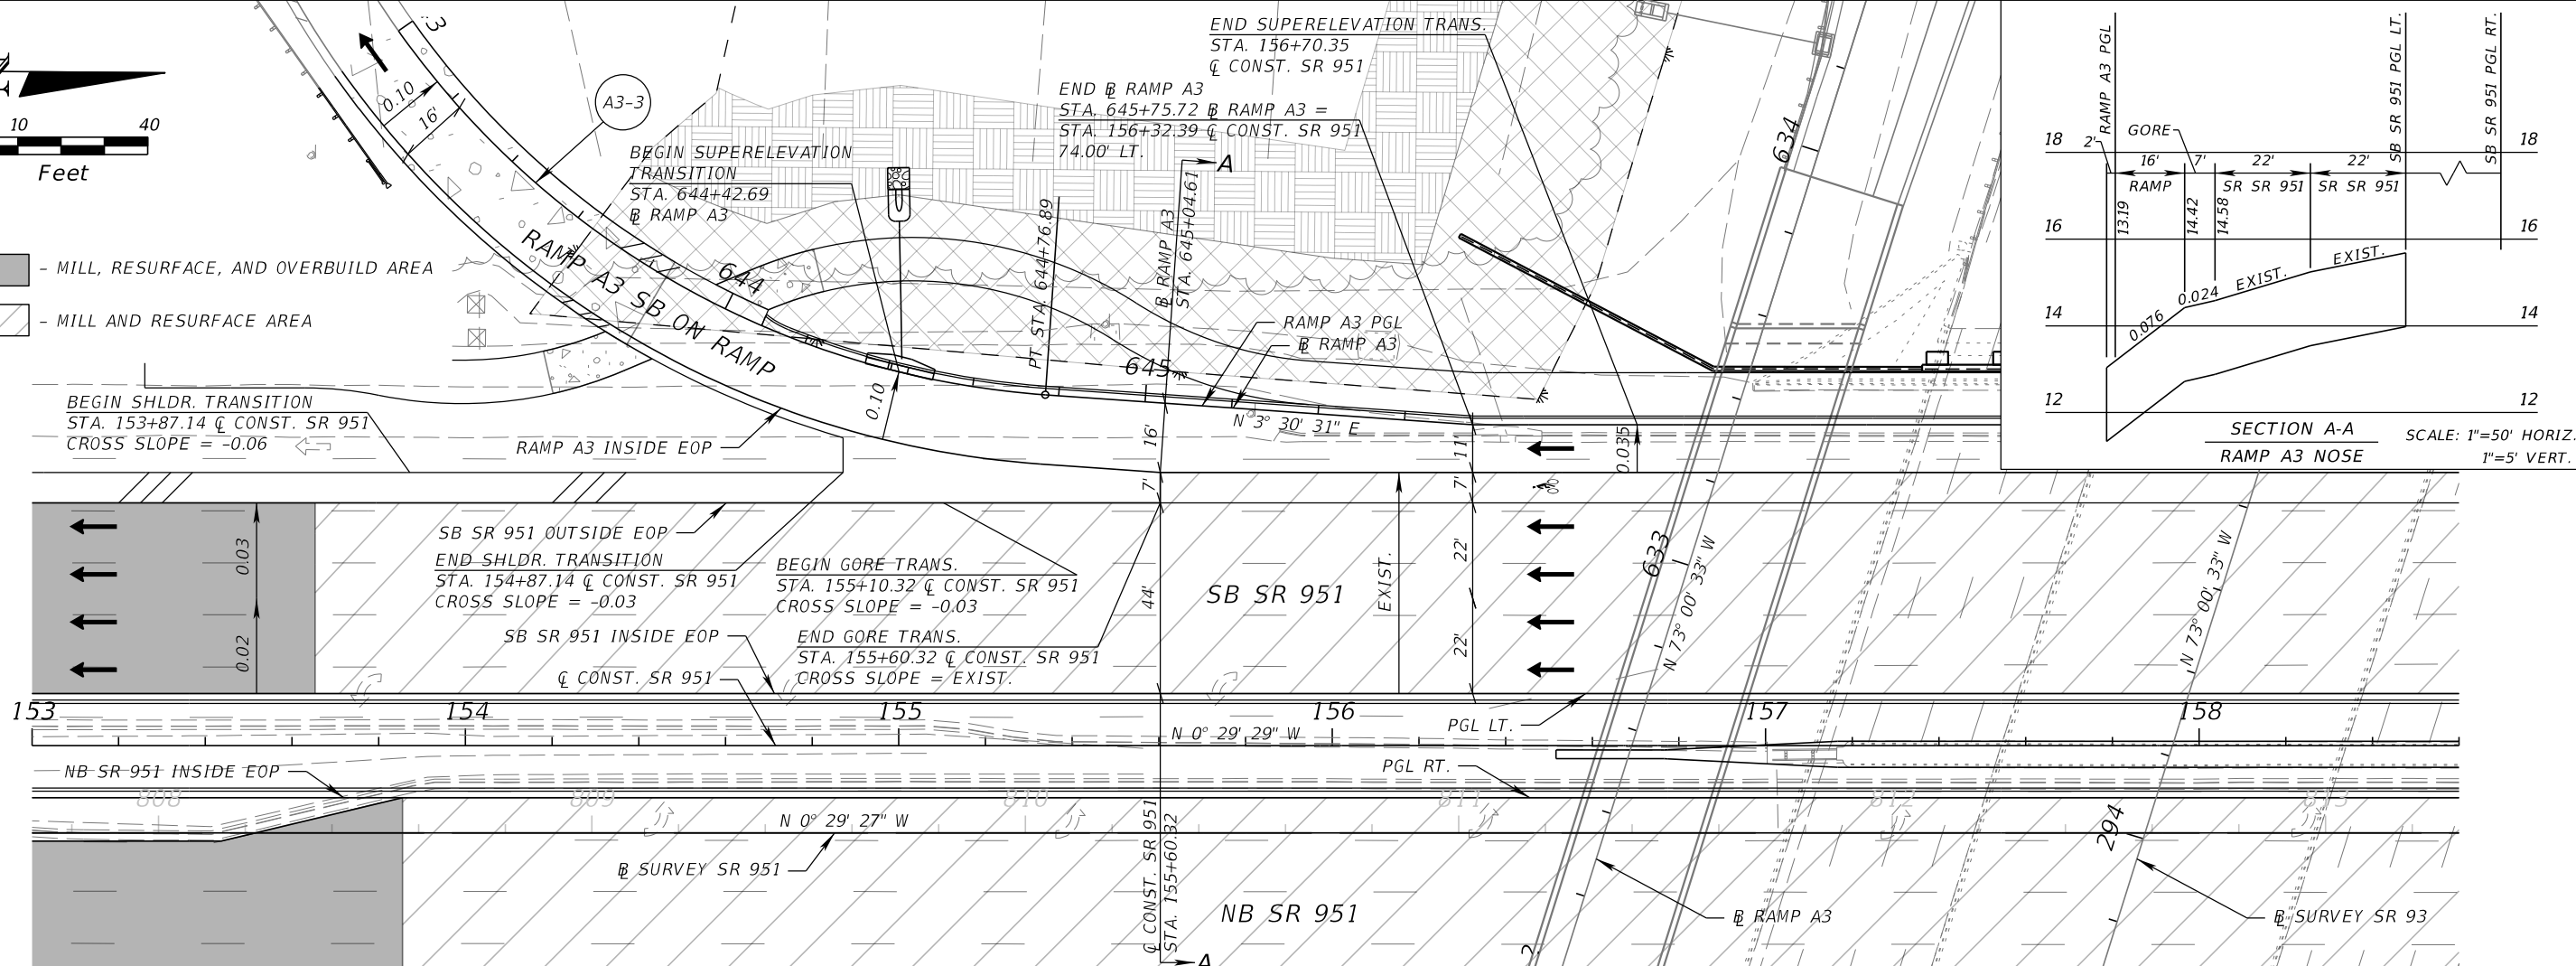 10
40
Feet
- MILL, RESURFACE, AND OVERBUILD AREA
- MILL AND RESURFACE AREA
0.10
16'
A3-3
BEGIN SUPERELEVATION
TRANSITION
STA. 644+42.69
℄ RAMP A3
END SUPERELEVATION TRANS.
STA. 156+70.35
℄ CONST. SR 951
END ℄ RAMP A3
STA. 645+75.72 ℄ RAMP A3 =
STA. 156+32.39 ℄ CONST. SR 951
74.00' LT.
A
PT STA. 644+76.89
℄ RAMP A3
STA. 645+04.61
RAMP A3 SB ON RAMP
644
645
RAMP A3 PGL
℄ RAMP A3
N 3° 30' 31" E
0.10
16'
11'
0.035
634
BEGIN SHLDR. TRANSITION
STA. 153+87.14 ℄ CONST. SR 951
CROSS SLOPE = -0.06
RAMP A3 INSIDE EOP
7'
7'
SB SR 951 OUTSIDE EOP
END SHLDR. TRANSITION
STA. 154+87.14 ℄ CONST. SR 951
CROSS SLOPE = -0.03
BEGIN GORE TRANS.
STA. 155+10.32 ℄ CONST. SR 951
CROSS SLOPE = -0.03
END GORE TRANS.
STA. 155+60.32 ℄ CONST. SR 951
CROSS SLOPE = EXIST.
SB SR 951 INSIDE EOP
℄ CONST. SR 951
0.03
0.02
44'
SB SR 951
EXIST.
22'
22'
633
N 73° 00' 33" W
N 73° 00' 33" W
153
154
155
156
157
158
N 0° 29' 29" W
PGL LT.
PGL RT.
NB SR 951 INSIDE EOP
808
809
810
811
812
813
N 0° 29' 27" W
℄ SURVEY SR 951
℄ CONST. SR 951
STA. 155+60.32
A
NB SR 951
℄ RAMP A3
294
℄ SURVEY SR 93
RAMP A3 PGL
SB SR 951 PGL LT.
SB SR 951 PGL RT.
18
18
GORE
2'
16'
7'
22'
22'
RAMP
SR SR 951
SR SR 951
13.19
14.42
14.58
16
16
0.076
0.024
EXIST.
EXIST.
14
14
12
12
SECTION A-A
RAMP A3 NOSE
SCALE: 1"=50' HORIZ.
1"=5' VERT.